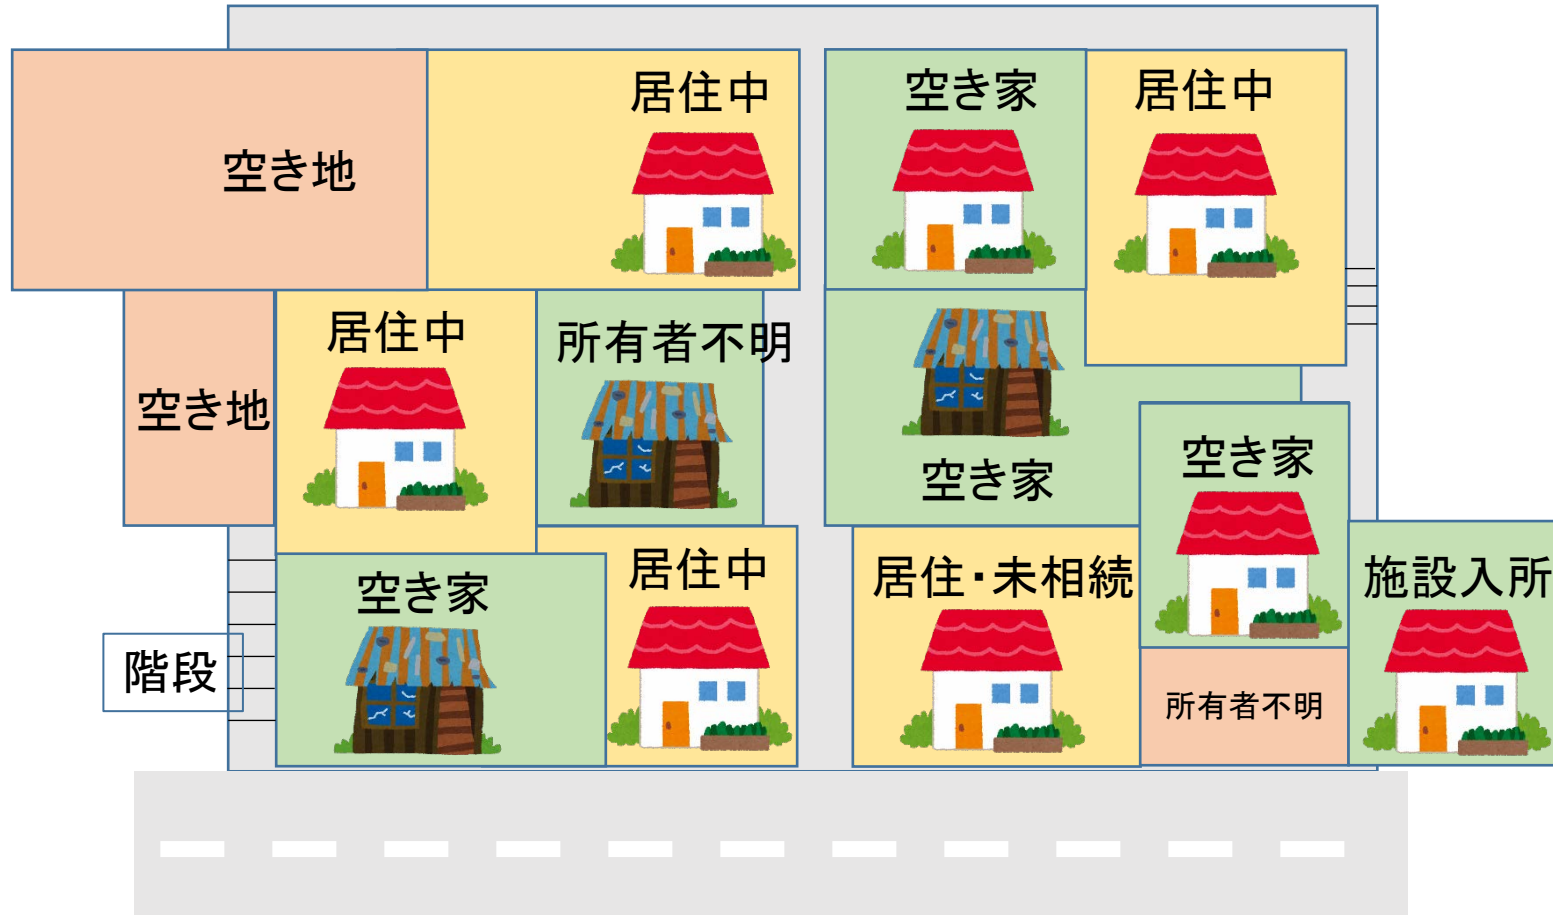 居住中
空き家
居住中
空き地
居住中
所有者不明
空き地
空き家
空き家
居住中
居住・未相続
施設入所
空き家
階段
所有者不明